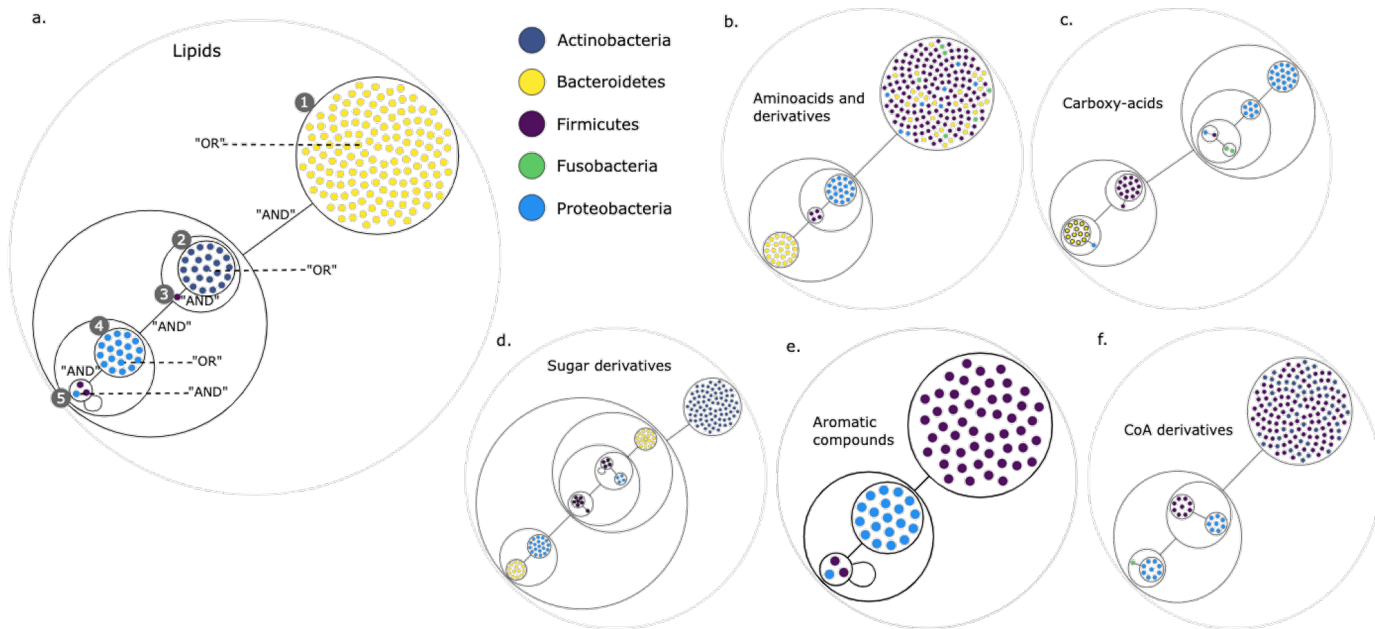 a.
Lipids
1
"OR"
"AND"
2
"OR"
3
"AND"
"AND"
4
"OR"
"AND"
"AND"
5
Actinobacteria
Bacteroidetes
Firmicutes
Fusobacteria
Proteobacteria
b.
Aminoacids and
derivatives
c.
Carboxy-acids
d.
Sugar derivatives
e.
Aromatic
compounds
f.
CoA derivatives